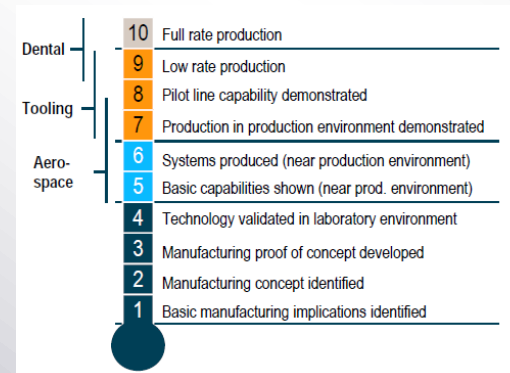 Dental
Tooling
Aero-
space
10 Full rate production
9 Low rate production
8 Pilot line capability demonstrated
7 Production in production environment demonstrated
6 Systems produced (near production environment)
5 Basic capabilities shown (near prod. environment)
4 Technology validated in laboratory environment
3 Manufacturing proof of concept developed
2 Manufacturing concept identified
1 Basic manufacturing implications identified